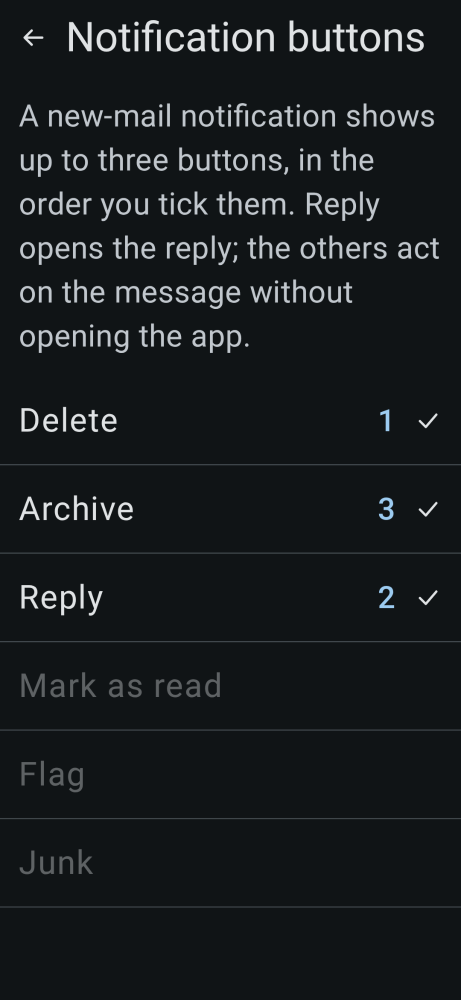 Notification buttons
A new-mail notification shows
up to three buttons, in the
order you tick them. Reply
opens the reply; the others act
on the message without
opening the app.
Delete 1
Archive 3
Reply 2
Mark as read
Flag
Junk